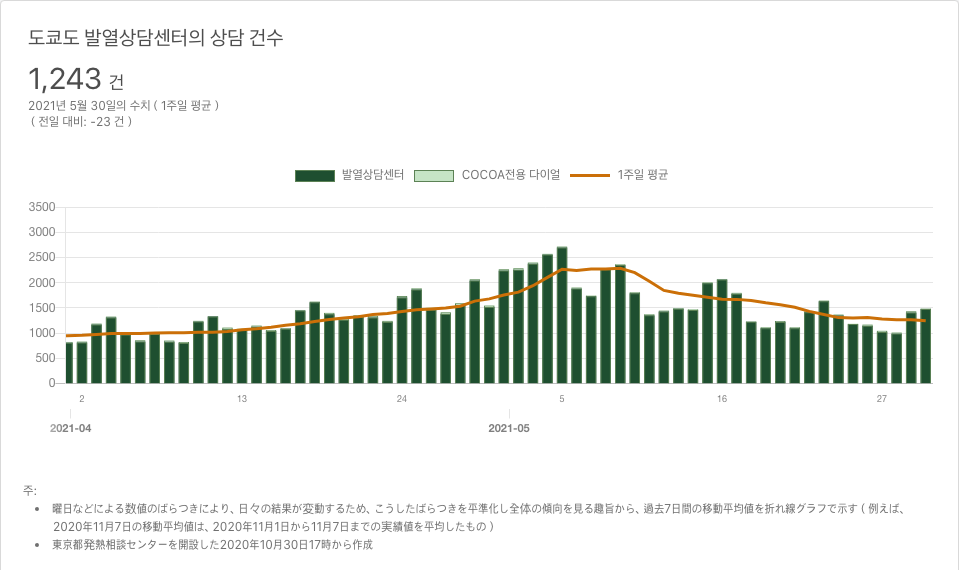 도쿄도 발열상담센터의 상담 건수
1,243 건
2021년 5월 30일의 수치 ( 1주일 평균 )
( 전일 대비: -23 건 )
발열상담센터 COCOA전용 다이얼 1주일 평균
3500
3000
2500
2000
1500
1000
500
0
2 13 24 5 16 27
2021-04 2021-05
주:
• 曜日などによる数値のばらつきにより、日々の結果が変動するため、こうしたばらつきを平準化し全体の傾向を見る趣旨から、過去7日間の移動平均値を折れ線グラフで示す ( 例えば、
2020年11月7日の移動平均値は、2020年11月1日から11月7日までの実績値を平均したもの )
• 東京都発熱相談センターを開設した2020年10月30日17時から作成